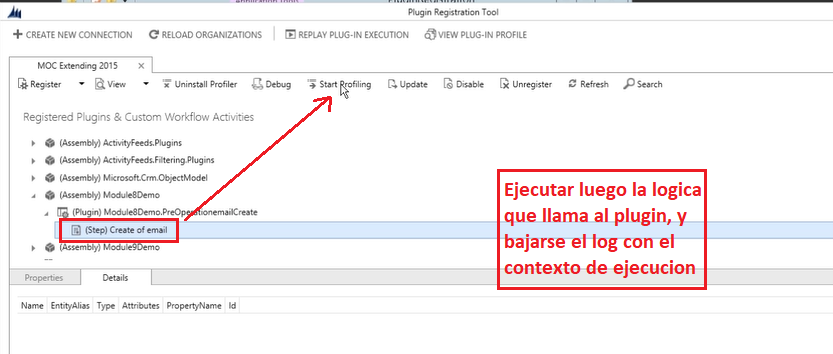 Plugin Registration Tool
CREATE NEW CONNECTION RELOAD ORGANIZATIONS REPLAY PLUG-IN EXECUTION VIEW PLUG-IN PROFILE
MOC Extending 2015 X
Register View Uninstall Profiler Debug Start Profiling Update Disable Unregister Refresh Search
Registered Plugins & Custom Workflow Activities
(Assembly) ActivityFeeds.Plugins
(Assembly) ActivityFeeds.Filtering.Plugins
(Assembly) Microsoft.Crm.ObjectModel
(Assembly) Module8Demo
(Plugin) Module8Demo.PreOperationemailCreate
(Step) Create of email
(Assembly) Module9Demo
Ejecutar luego la logica
que llama al plugin, y
bajarse el log con el
contexto de ejecucion
Properties Details
Name EntityAlias Type Attributes PropertyName Id